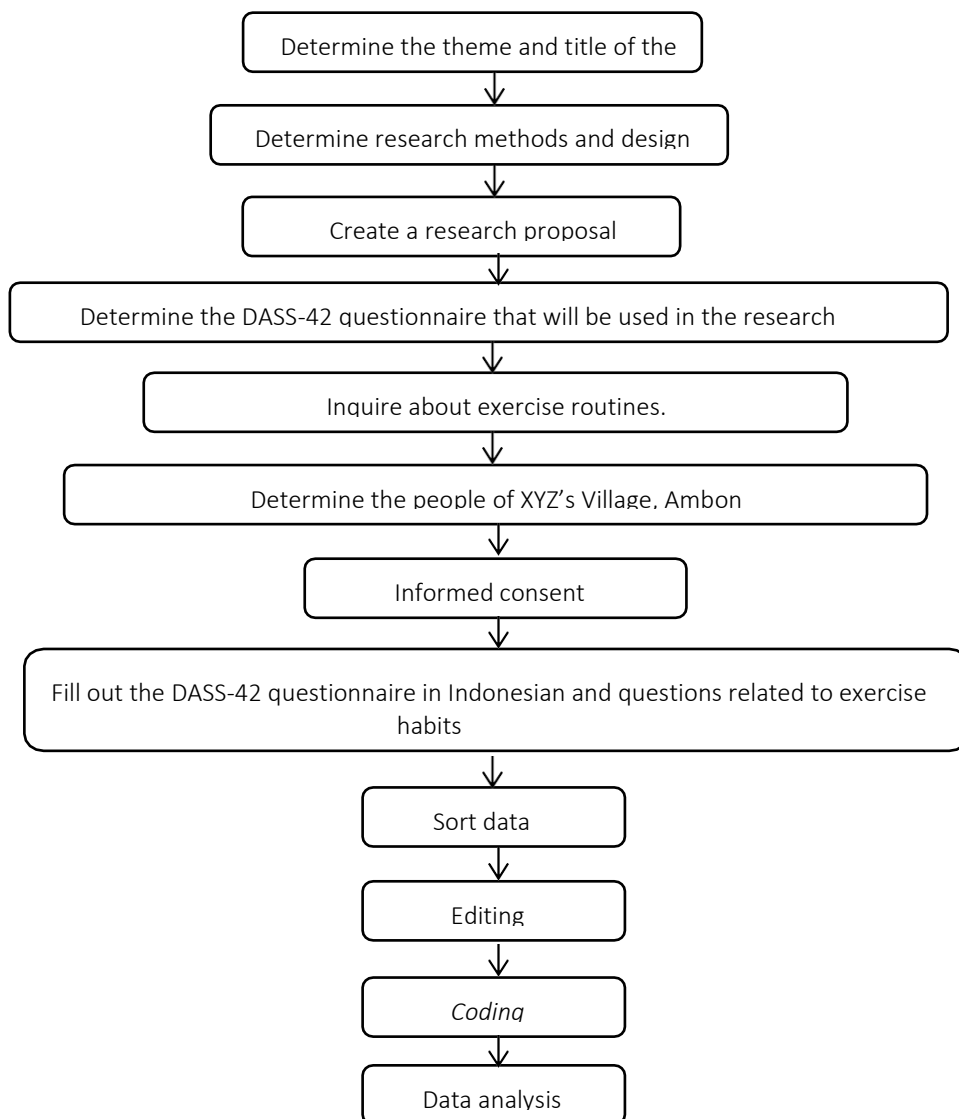 Determine the theme and title of the
Determine research methods and design
Create a research proposal
Determine the DASS-42 questionnaire that will be used in the research
Inquire about exercise routines.
Determine the people of XYZ's Village, Ambon
Informed consent
Fill out the DASS-42 questionnaire in Indonesian and questions related to exercise
habits
Sort data
Editing
Coding
Data analysis